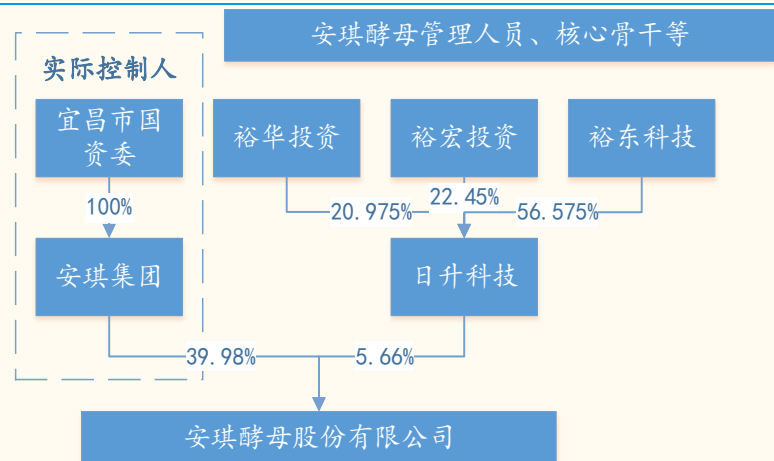 安琪酵母管理人员、核心骨干等
实际控制人
宜昌市国
资委
裕华投资
裕宏投资
裕东科技
100%
20.975%
22.45%
56.575%
安琪集团
日升科技
39.98%
5.66%
安琪酵母股份有限公司